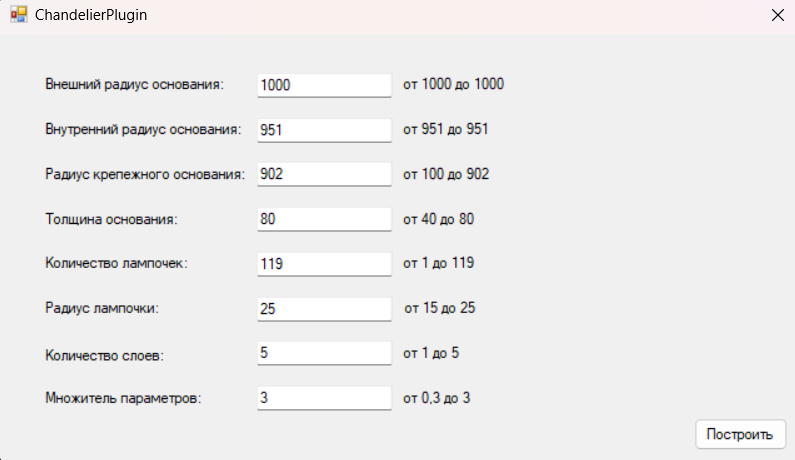 ChandelierPlugin
Внешний радиус основания: 1000 от 1000 до 1000
Внутренний радиус основания: 951 от 951 до 951
Радиус крепежного основания: 902 от 100 до 902
Толщина основания: 80 от 40 до 80
Количество лампочек: 119 от 1 до 119
Радиус лампочки: 25 от 15 до 25
Количество слоев: 5 от 1 до 5
Множитель параметров: 3 от 0,3 до 3
Построить